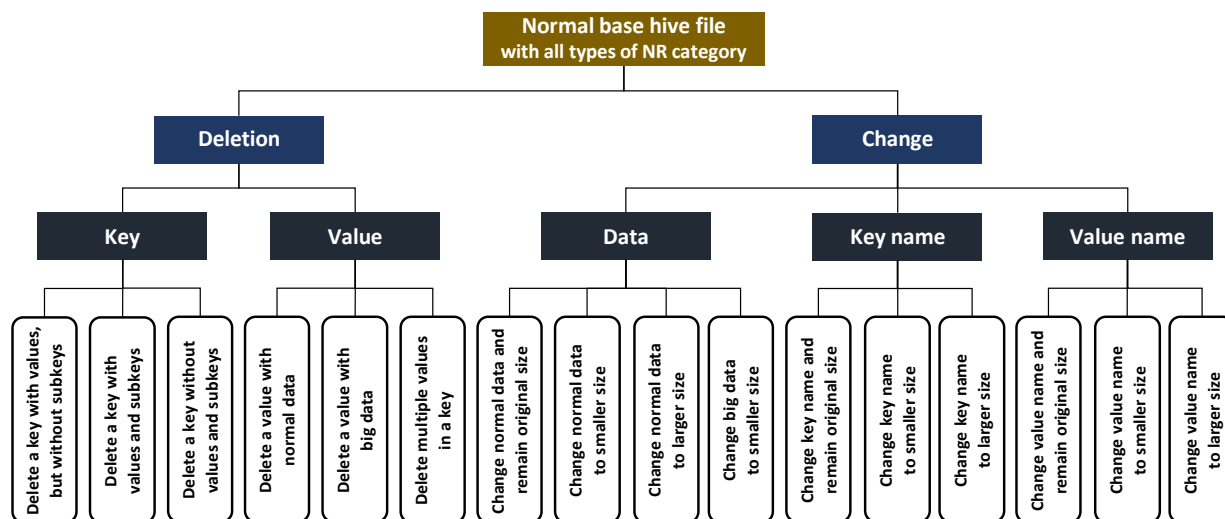 Normal base hive file
with all types of NR category
Deletion
Change
Key
Value
Data
Key name
Value name
Delete a key with values,
but without subkeys
Delete a key with
values and subkeys
Delete a key without
values and subkeys
Delete a value with
normal data
Delete a value with
big data
Delete multiple values
in a key
Change normal data and
remain original size
Change normal data
to smaller size
Change normal data
to larger size
Change big data
to smaller size
Change key name and
remain original size
Change key name
to smaller size
Change key name
to larger size
Change value name and
remain original size
Change value name
to smaller size
Change value name
to larger size